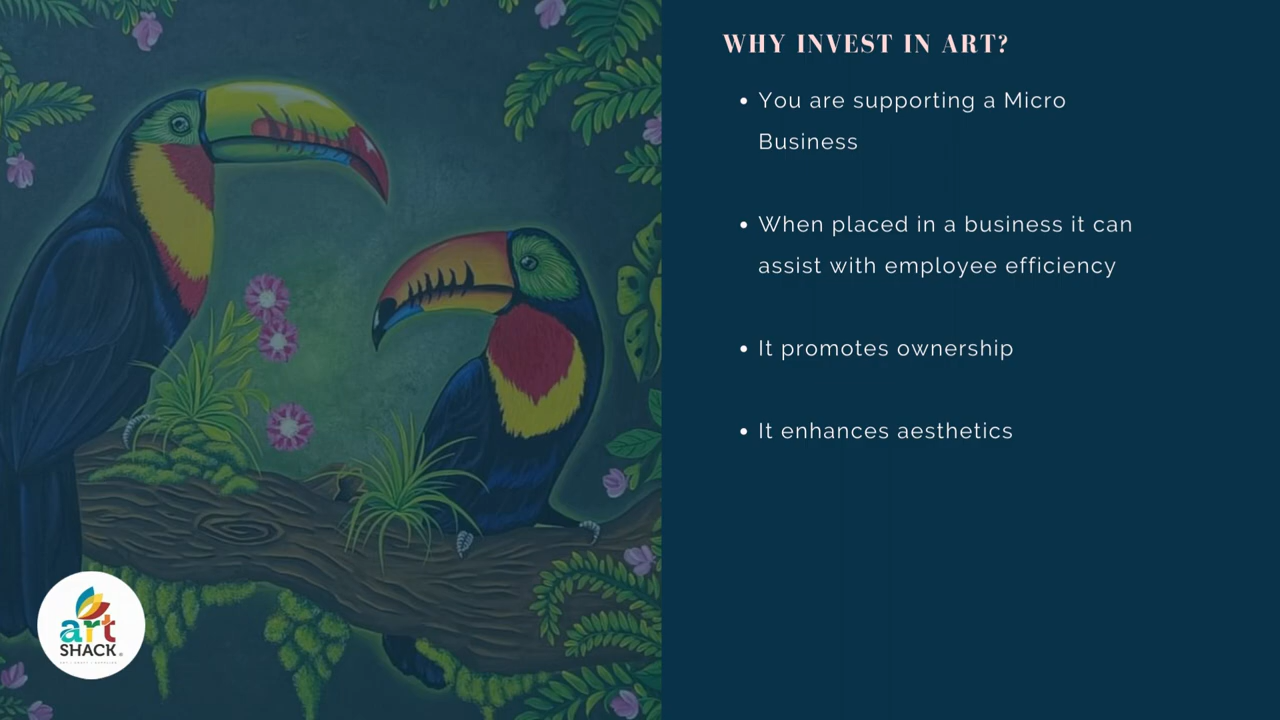 WHY INVEST IN ART?
• You are supporting a Micro
Business
• When placed in a business it can
assist with employee efficiency
• It promotes ownership
• It enhances aesthetics
art
SHACK